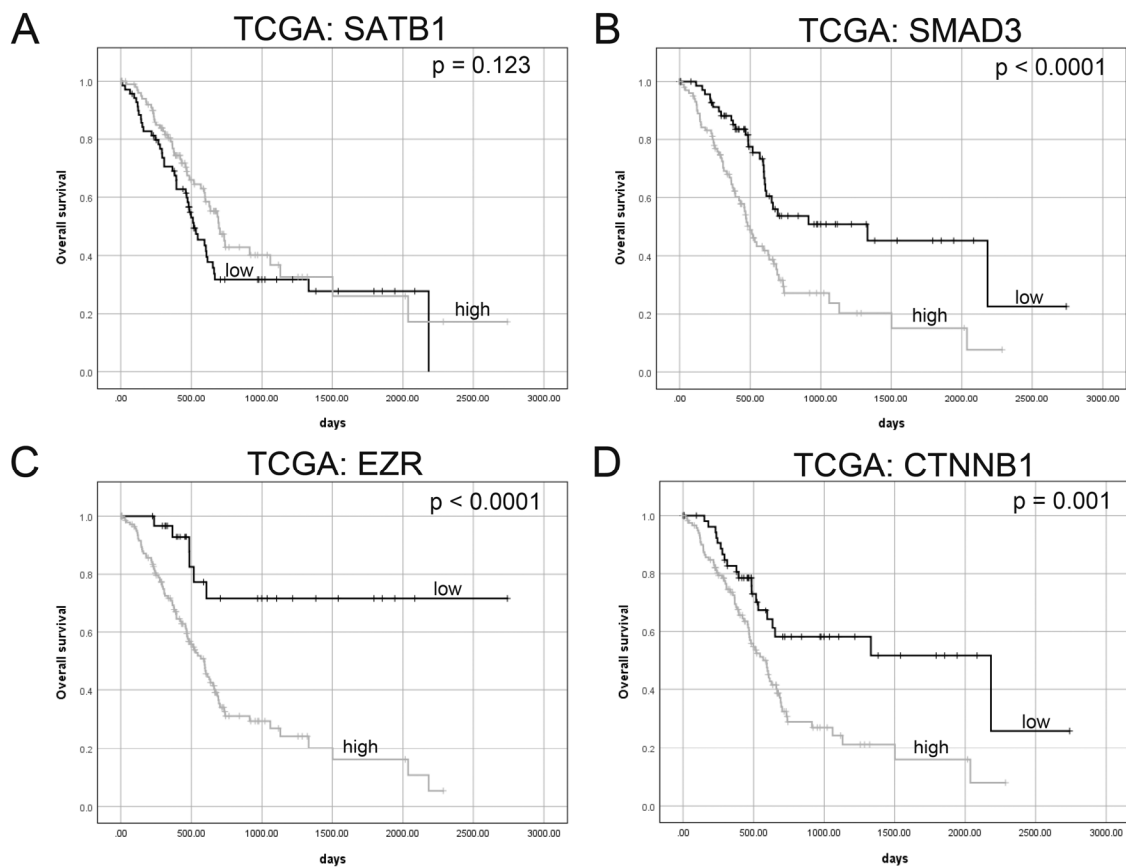 A
TCGA: SATB1
p = 0.123
Overall survival
1.0
0.8
0.6
0.4
0.2
0.0
low
high
.00 500.00 1000.00 1500.00 2000.00 2500.00 3000.00
days
B
TCGA: SMAD3
p < 0.0001
Overall survival
1.0
0.8
0.6
0.4
0.2
0.0
low
high
.00 500.00 1000.00 1500.00 2000.00 2500.00 3000.00
days
C
TCGA: EZR
p < 0.0001
Overall survival
1.0
0.8
0.6
0.4
0.2
0.0
low
high
.00 500.00 1000.00 1500.00 2000.00 2500.00 3000.00
days
D
TCGA: CTNNB1
p = 0.001
Overall survival
1.0
0.8
0.6
0.4
0.2
0.0
low
high
.00 500.00 1000.00 1500.00 2000.00 2500.00 3000.00
days